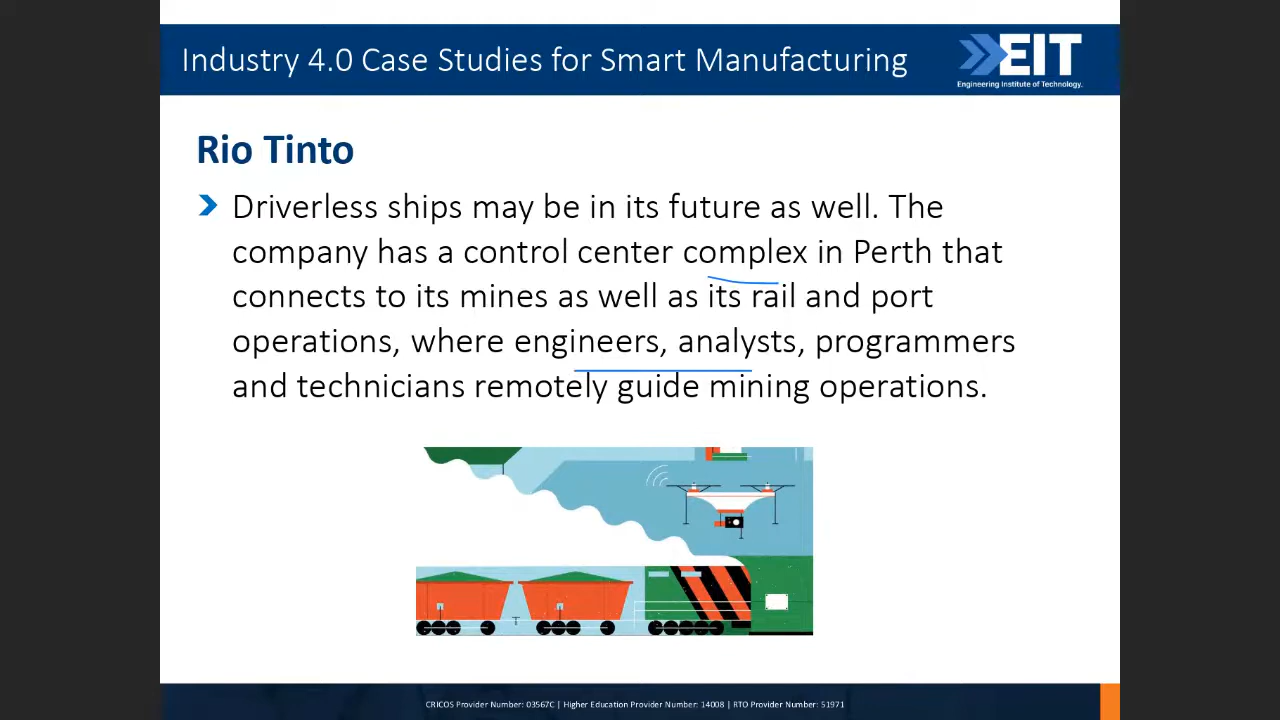 Industry 4.0 Case Studies for Smart Manufacturing
EIT
Engineering Institute of Technology.
Rio Tinto
Driverless ships may be in its future as well. The
company has a control center complex in Perth that
connects to its mines as well as its rail and port
operations, where engineers, analysts, programmers
and technicians remotely guide mining operations.
CRICOS Provider Number: 03567C | Higher Education Provider Number: 14008 | RTO Provider Number: 51971